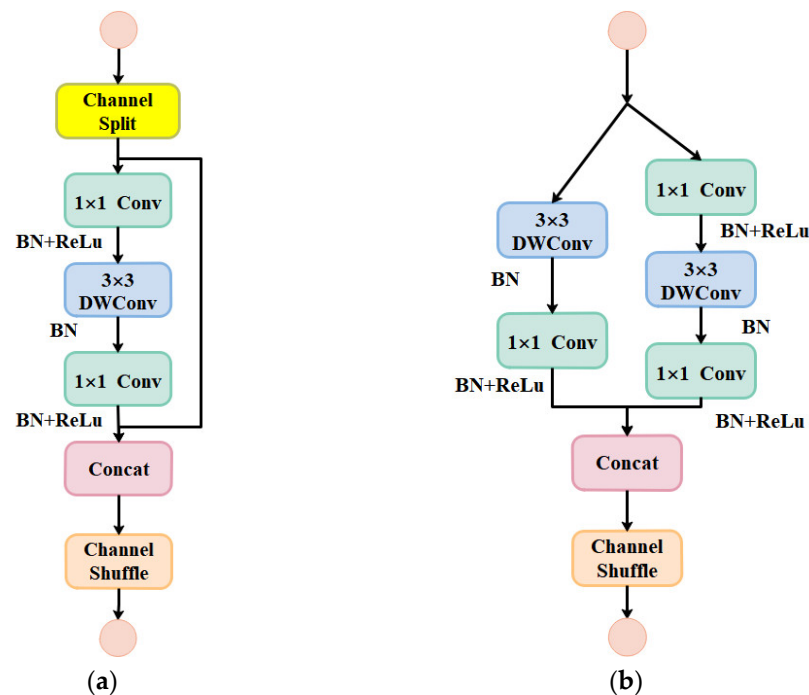 Channel
Split
1×1 Conv
BN+ReLu
3×3
DWConv
BN
1×1 Conv
BN+ReLu
Concat
Channel
Shuffle
(a)
3×3
DWConv
BN
1×1 Conv
BN+ReLu
1×1 Conv
BN+ReLu
3×3
DWConv
BN
1×1 Conv
BN+ReLu
Concat
Channel
Shuffle
(b)